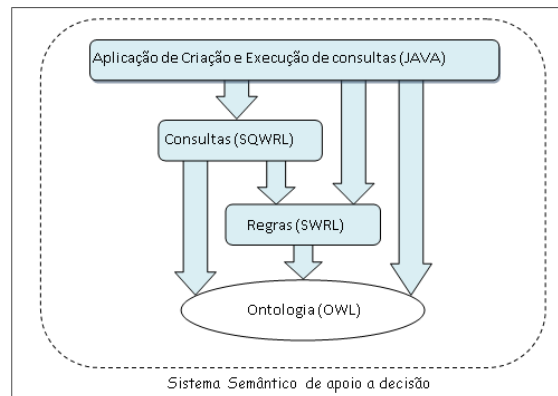 Aplicação de Criação e Execução de consultas (JAVA)
Consultas (SQWRL)
Regras (SWRL)
Ontologia (OWL)
Sistema Semântico de apoio a decisão